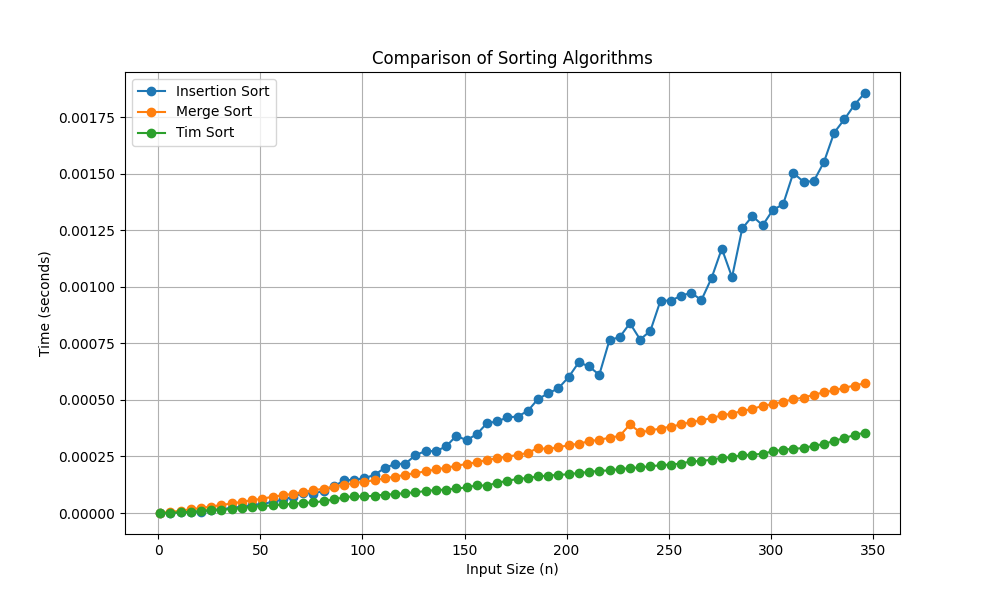 Comparison of Sorting Algorithms
Insertion Sort
Merge Sort
Tim Sort
Time (seconds)
0.00175
0.00150
0.00125
0.00100
0.00075
0.00050
0.00025
0.00000
0 50 100 150 200 250 300 350
Input Size (n)